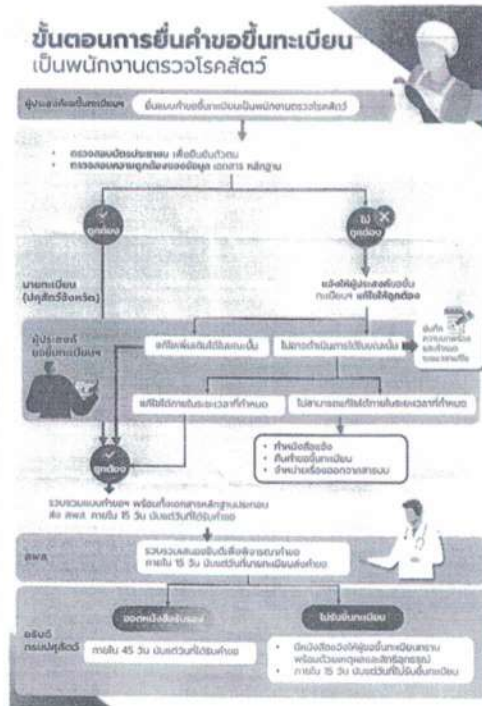 ขั้นตอนการยื่นคำขอขึ้นทะเบียน
เป็นพนักงานตรวจโรคสัตว์
ผู้ประสงค์ขอขึ้นทะเบียนฯ
ยื่นแบบคำขอขึ้นทะเบียนเป็นพนักงานตรวจโรคสัตว์
• ตรวจสอบบัตรประชาชน เพื่อยืนยันตัวตน
• ตรวจสอบความถูกต้องของข้อมูล เอกสาร หลักฐาน
ถูกต้อง
ไม่
ถูกต้อง
นายทะเบียน
(ปศุสัตว์จังหวัด)
แจ้งให้ผู้ประสงค์ขอขึ้น
ทะเบียนฯ แก้ไขให้ถูกต้อง
ผู้ประสงค์
ขอขึ้นทะเบียนฯ
แก้ไขเพิ่มเติมได้ในขณะนั้น
ไม่อาจดำเนินการได้ในขณะนั้น
บันทึก
ความบกพร่อง
และกำหนด
ระยะเวลาแก้ไข
แก้ไขได้ภายในระยะเวลาที่กำหนด
ไม่สามารถแก้ไขได้ภายในระยะเวลาที่กำหนด
ถูกต้อง
• ทำหนังสือแจ้ง
• คืนคำขอขึ้นทะเบียน
• จำหน่ายเรื่องออกจากสารบบ
รวบรวมแบบคำขอฯ พร้อมทั้งเอกสารหลักฐานประกอบ
ส่ง สพส. ภายใน 15 วัน นับแต่วันที่ได้รับคำขอ
สพส.
รวบรวมเสนออธิบดีเพื่อพิจารณาคำขอ
ภายใน 15 วัน นับแต่วันที่นายทะเบียนส่งคำขอ
ออกหนังสือรับรอง
ไม่รับขึ้นทะเบียน
อธิบดี
กรมปศุสัตว์
ภายใน 45 วัน นับแต่วันที่ได้รับคำขอ
• มีหนังสือแจ้งให้ผู้ขอขึ้นทะเบียนทราบ
พร้อมด้วยเหตุผลและสิทธิอุทธรณ์
• ภายใน 15 วัน นับแต่วันที่ไม่รับขึ้นทะเบียน